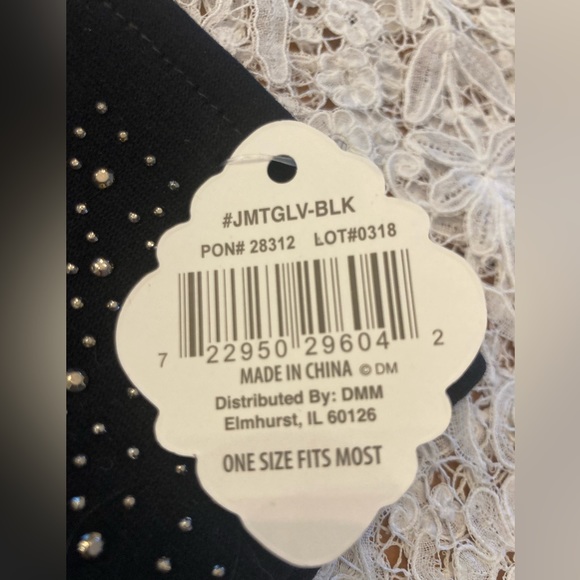 #JMTGLV-BLK
PON# 28312 LOT#0318
7 22950 29604 2
MADE IN CHINA © DM
Distributed By: DMM
Elmhurst, IL 60126
ONE SIZE FITS MOST